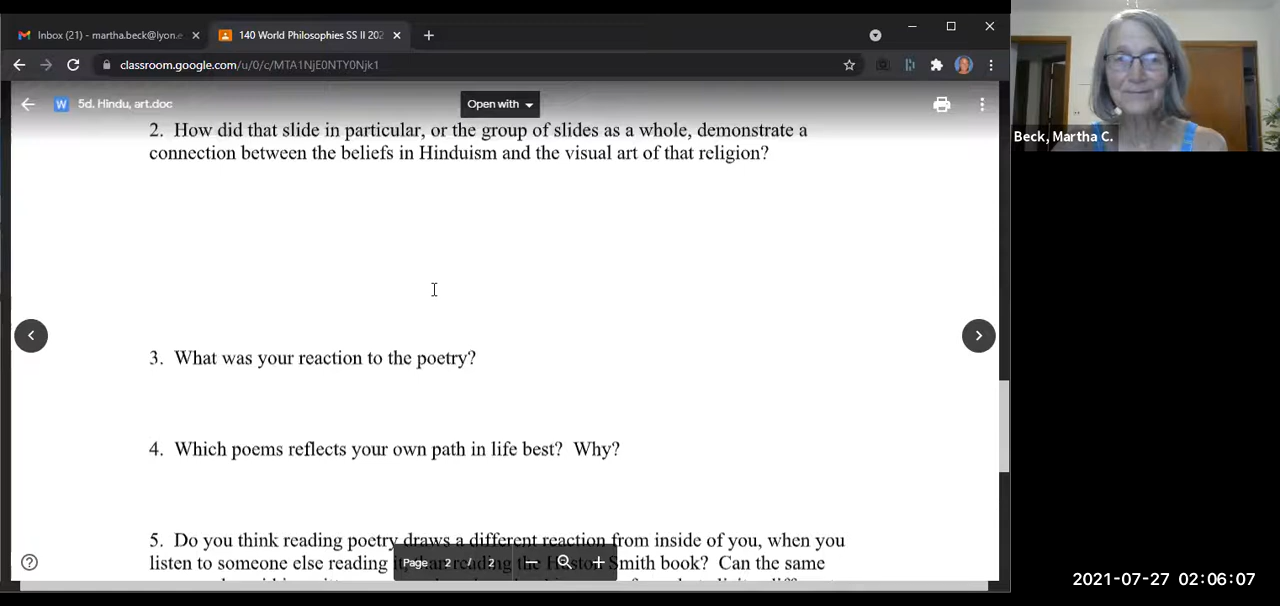 Inbox (21) - martha.beck@lyon.e
140 World Philosophies SS II 202
classroom.google.com/u/0/c/MTA1NjE0NTY0Njk1
W 5d. Hindu, art.doc
Open with
Beck, Martha C.
2. How did that slide in particular, or the group of slides as a whole, demonstrate a
connection between the beliefs in Hinduism and the visual art of that religion?
3. What was your reaction to the poetry?
4. Which poems reflects your own path in life best? Why?
5. Do you think reading poetry draws a different reaction from inside of you, when you
listen to someone else reading it, than reading the Huston Smith book? Can the same
Page 2 / 2
2021-07-27 02:06:07